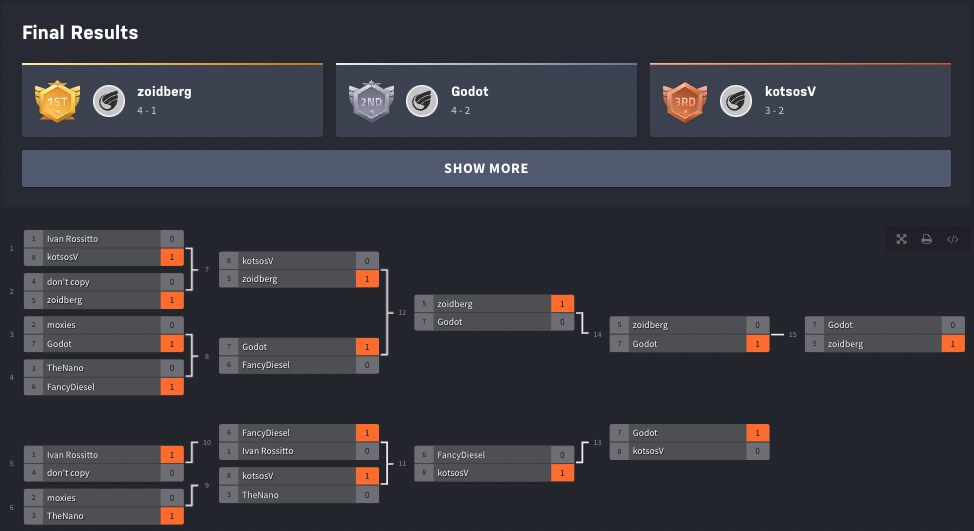 Final Results
1ST
zoidberg
4 - 1
2ND
Godot
4 - 2
3RD
kotsosV
3 - 2
SHOW MORE
1
1 Ivan Rossitto 0
8 kotsosV 1
2
4 don't copy 0
5 zoidberg 1
3
2 moxies 0
7 Godot 1
4
3 TheNano 0
6 FancyDiesel 1
7
8 kotsosV 0
5 zoidberg 1
8
7 Godot 1
6 FancyDiesel 0
12
5 zoidberg 1
7 Godot 0
14
5 zoidberg 0
7 Godot 1
15
7 Godot 0
5 zoidberg 1
5
1 Ivan Rossitto 1
4 don't copy 0
6
2 moxies 0
3 TheNano 1
10
6 FancyDiesel 1
1 Ivan Rossitto 0
9
8 kotsosV 1
3 TheNano 0
11
6 FancyDiesel 0
8 kotsosV 1
13
7 Godot 1
8 kotsosV 0